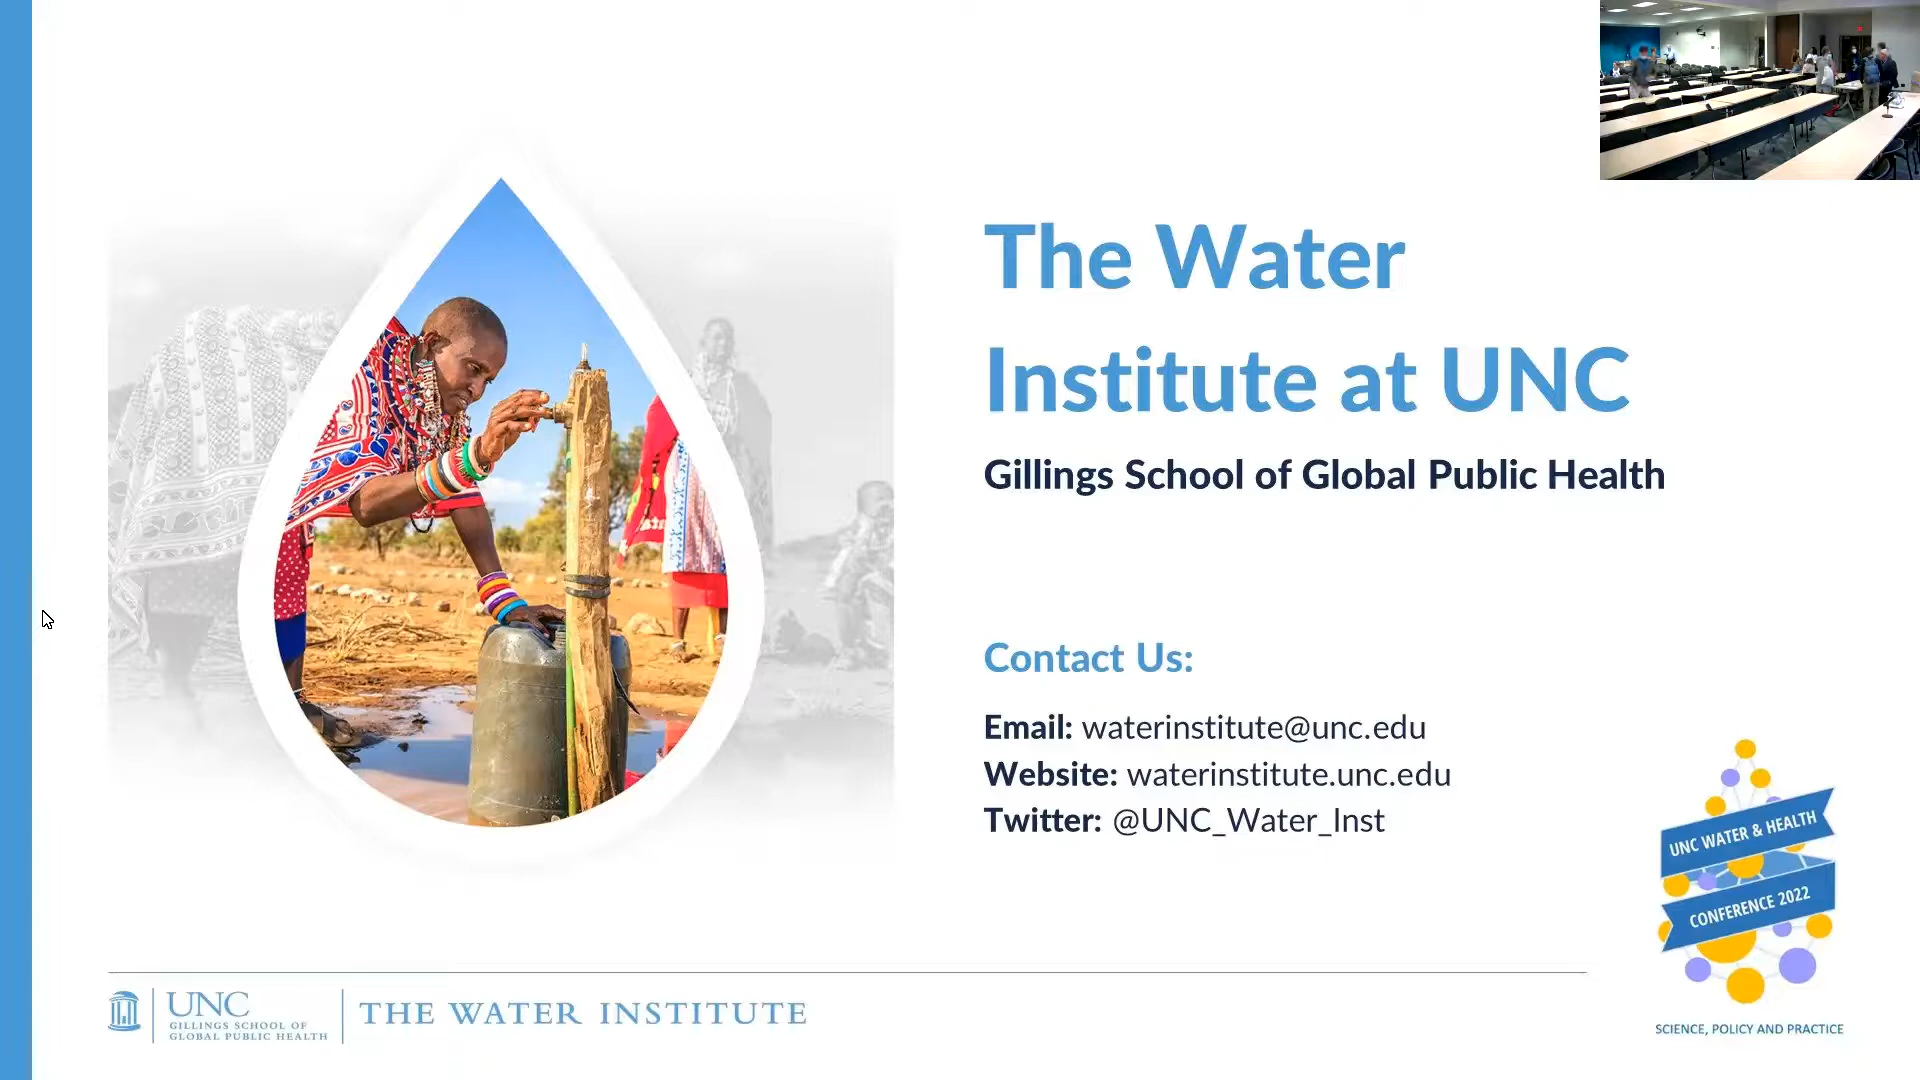 The Water
Institute at UNC
Gillings School of Global Public Health
Contact Us:
Email: waterinstitute@unc.edu
Website: waterinstitute.unc.edu
Twitter: @UNC_Water_Inst
UNC WATER & HEALTH
CONFERENCE 2022
SCIENCE, POLICY AND PRACTICE
UNC
GILLINGS SCHOOL OF
GLOBAL PUBLIC HEALTH
THE WATER INSTITUTE